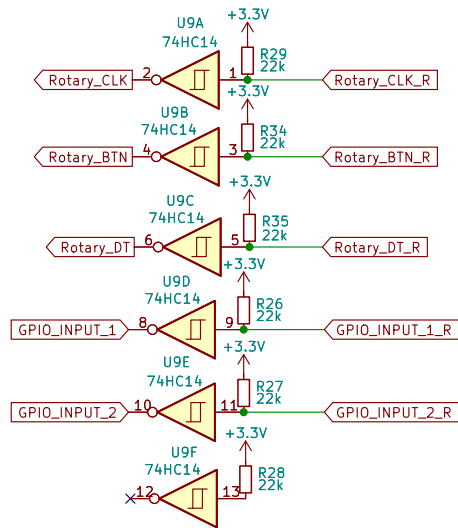 U9A
74HC14
+3.3V
R29
22k
Rotary_CLK
2
1
Rotary_CLK_R
U9B
74HC14
+3.3V
R34
22k
Rotary_BTN
4
3
Rotary_BTN_R
U9C
74HC14
+3.3V
R35
22k
Rotary_DT
6
5
Rotary_DT_R
U9D
74HC14
+3.3V
R26
22k
GPIO_INPUT_1
8
9
GPIO_INPUT_1_R
U9E
74HC14
+3.3V
R27
22k
GPIO_INPUT_2
10
11
GPIO_INPUT_2_R
U9F
74HC14
+3.3V
R28
22k
12
13